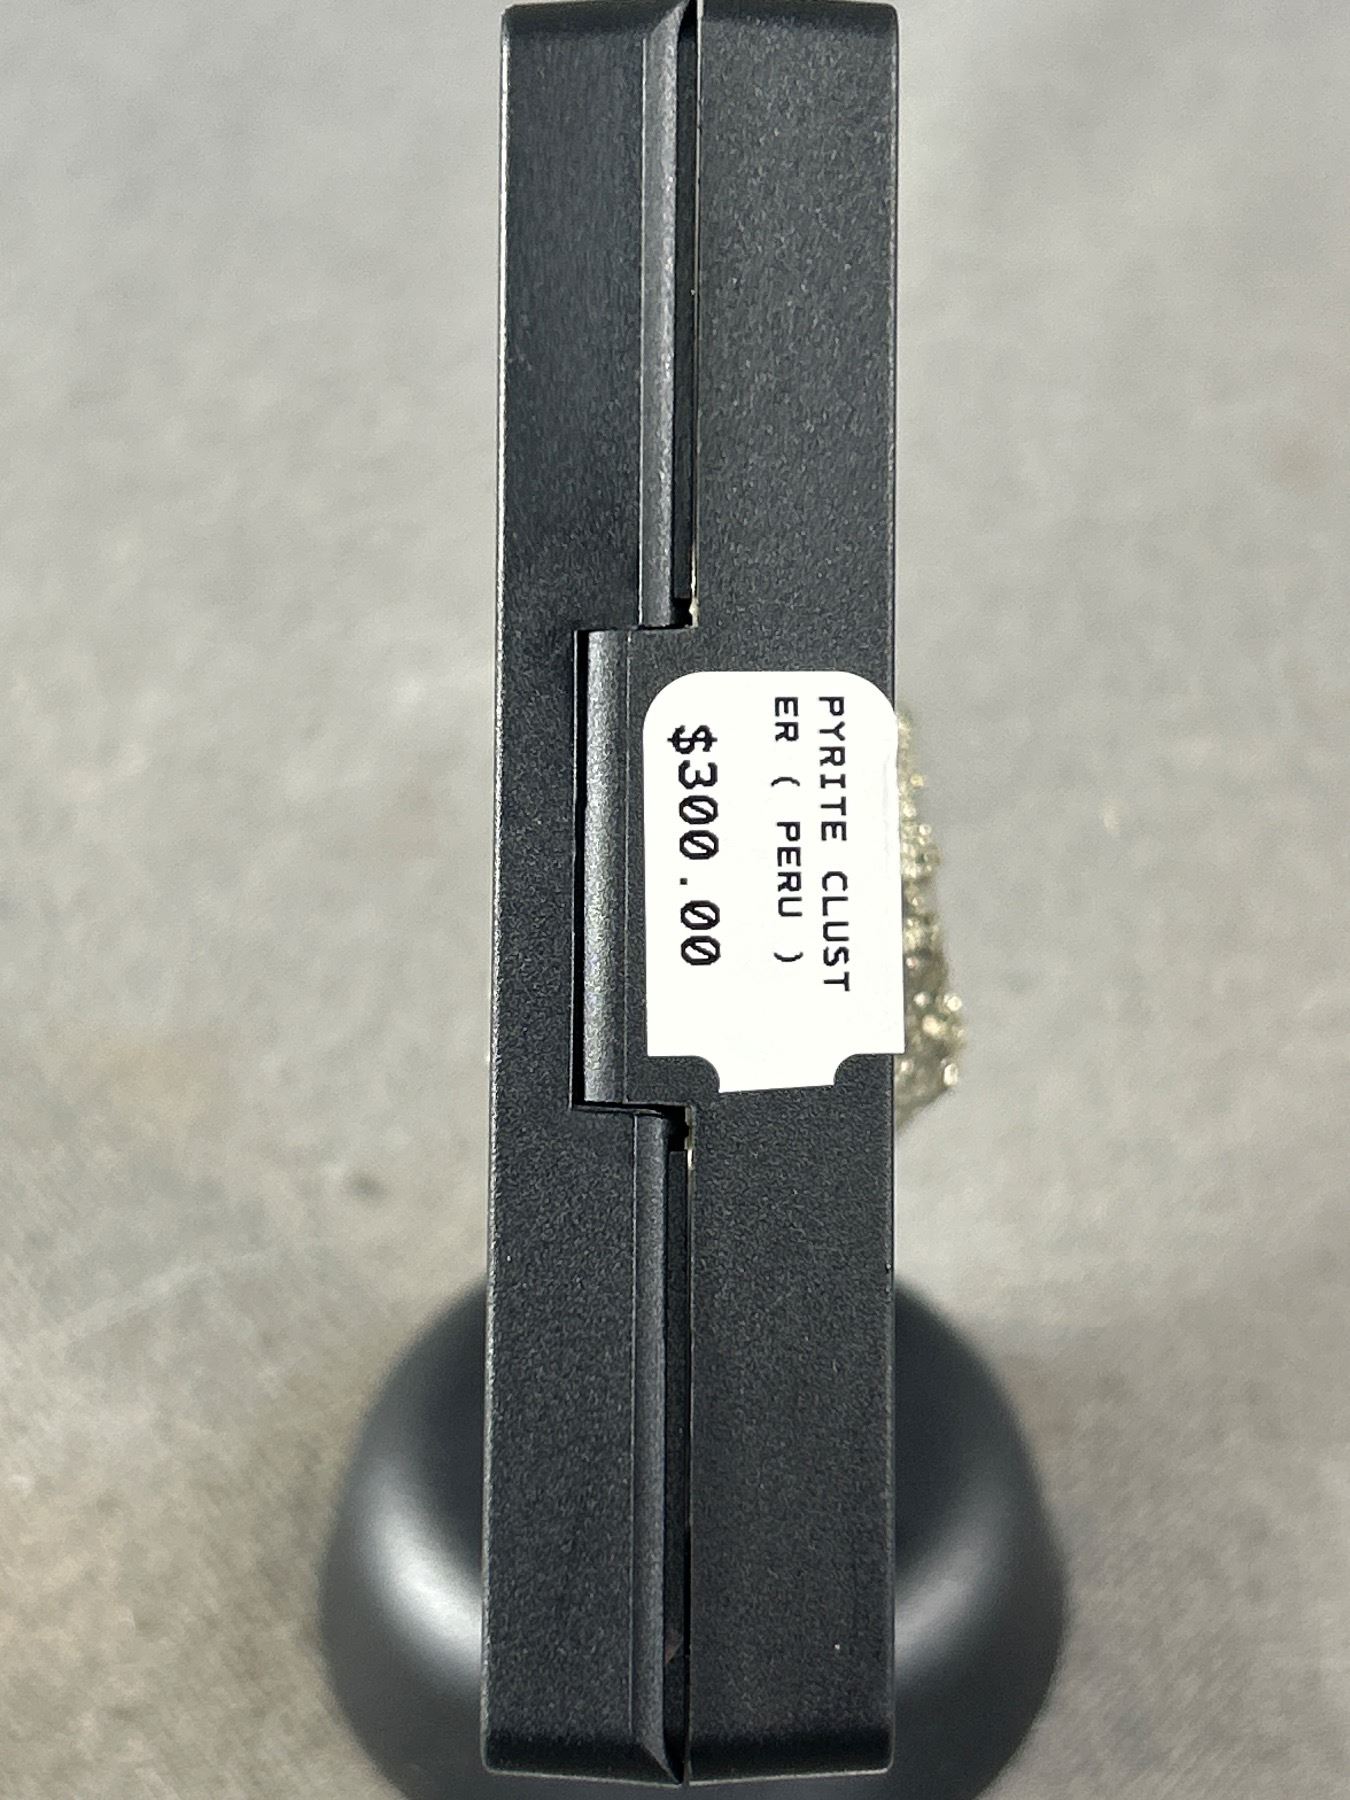 PYRITE CLUST
ER ( PERU )
$300.00